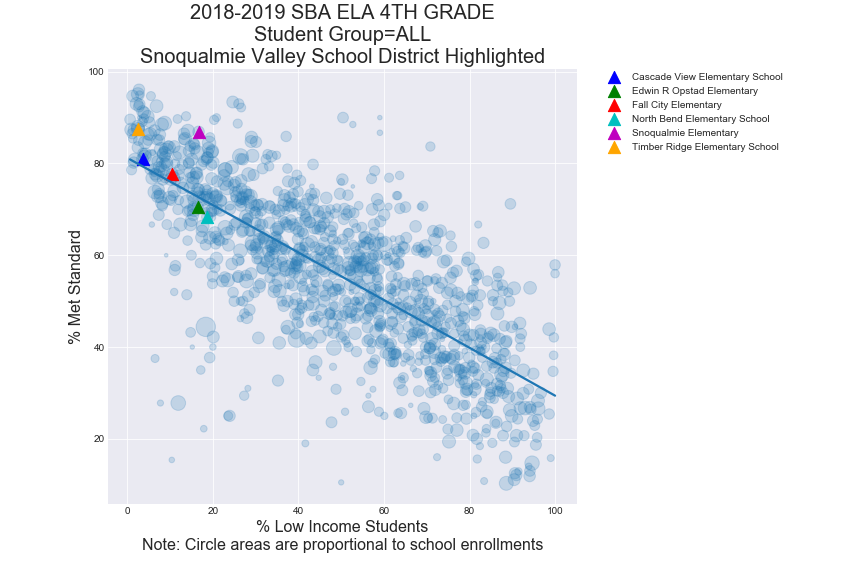 2018-2019 SBA ELA 4TH GRADE
Student Group=ALL
Snoqualmie Valley School District Highlighted
% Met Standard
100
80
60
40
20
0
20
40
60
80
100
% Low Income Students
Note: Circle areas are proportional to school enrollments
Cascade View Elementary School
Edwin R Opstad Elementary
Fall City Elementary
North Bend Elementary School
Snoqualmie Elementary
Timber Ridge Elementary School